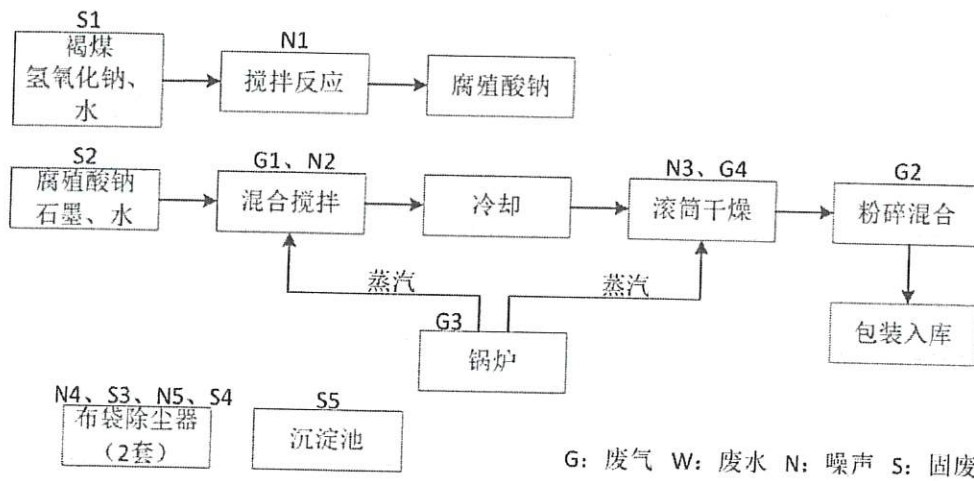 S1
褐煤
氢氧化钠、
水
N1
搅拌反应
腐殖酸钠
S2
腐殖酸钠
石墨、水
G1、N2
混合搅拌
冷却
N3、G4
滚筒干燥
G2
粉碎混合
蒸汽
蒸汽
G3
锅炉
包装入库
N4、S3、N5、S4
布袋除尘器
（2套）
S5
沉淀池
G：废气 W：废水 N：噪声 S：固废